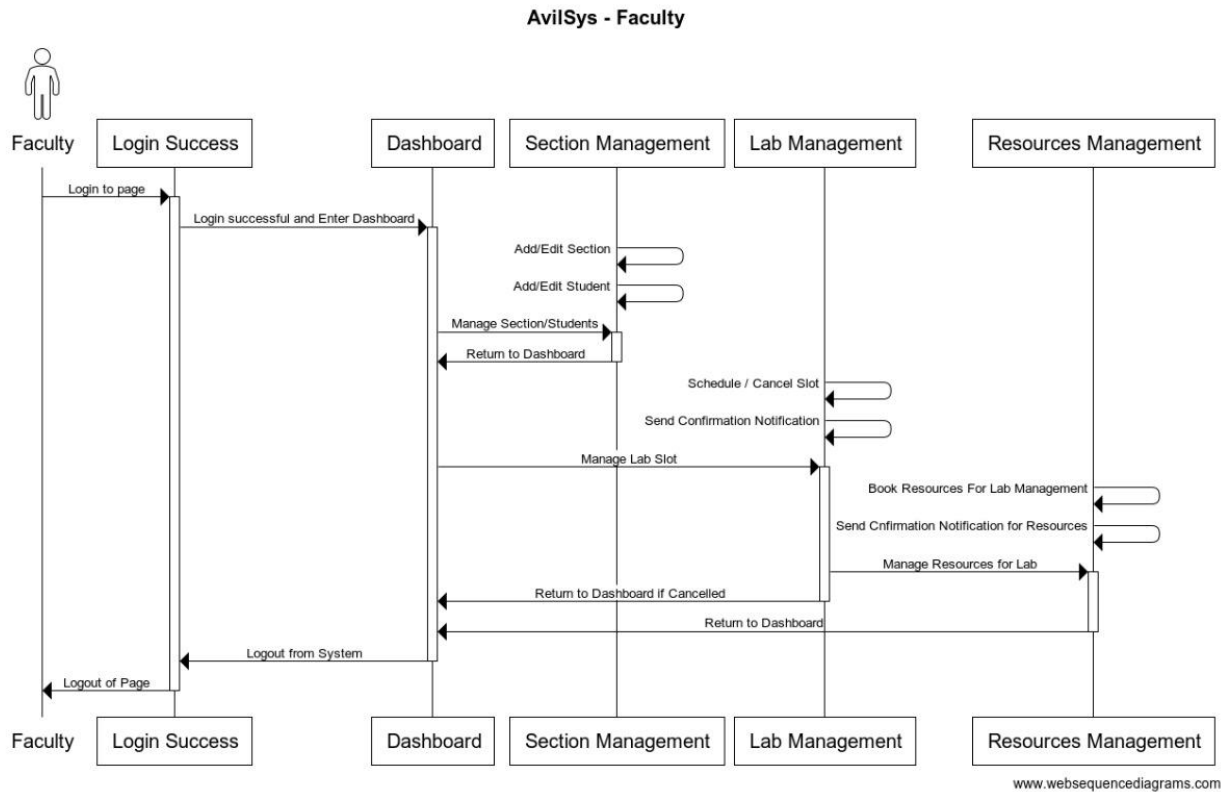 AvilSys - Faculty
Faculty
Login Success
Dashboard
Section Management
Lab Management
Resources Management
Login to page
Login successful and Enter Dashboard
Add/Edit Section
Add/Edit Student
Manage Section/Students
Return to Dashboard
Schedule / Cancel Slot
Send Confirmation Notification
Manage Lab Slot
Book Resources For Lab Management
Send Cnfirmation Notification for Resources
Manage Resources for Lab
Return to Dashboard if Cancelled
Return to Dashboard
Logout from System
Logout of Page
Faculty
Login Success
Dashboard
Section Management
Lab Management
Resources Management
www.websequencediagrams.com